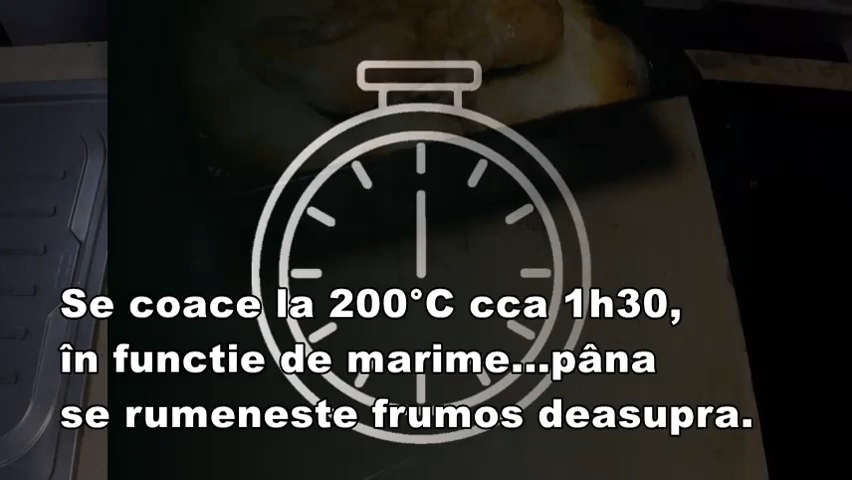 Se coace la 200°C cca 1h30,
în functie de marime...pâna
se rumeneste frumos deasupra.